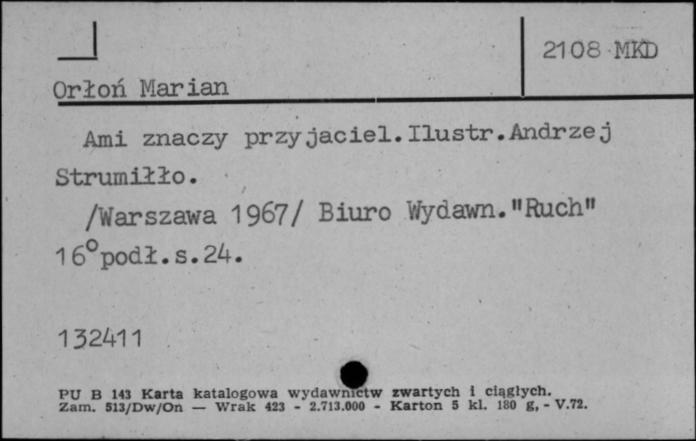 2108 MKD
Orłoń Marian
Ami znaczy przyjaciel.Ilustr.Andrzej
Strumiłło.
/Warszawa 1967/ Biuro Wydawn."Ruch"
16° podł.s.24.
132411
PU B 143 Karta katalogowa wydawnictw zwartych i ciągłych.
Zam. 513/Dw/On — Wrak 423 - 2.713.000 - Karton 5 kl. 180 g, - V.72.